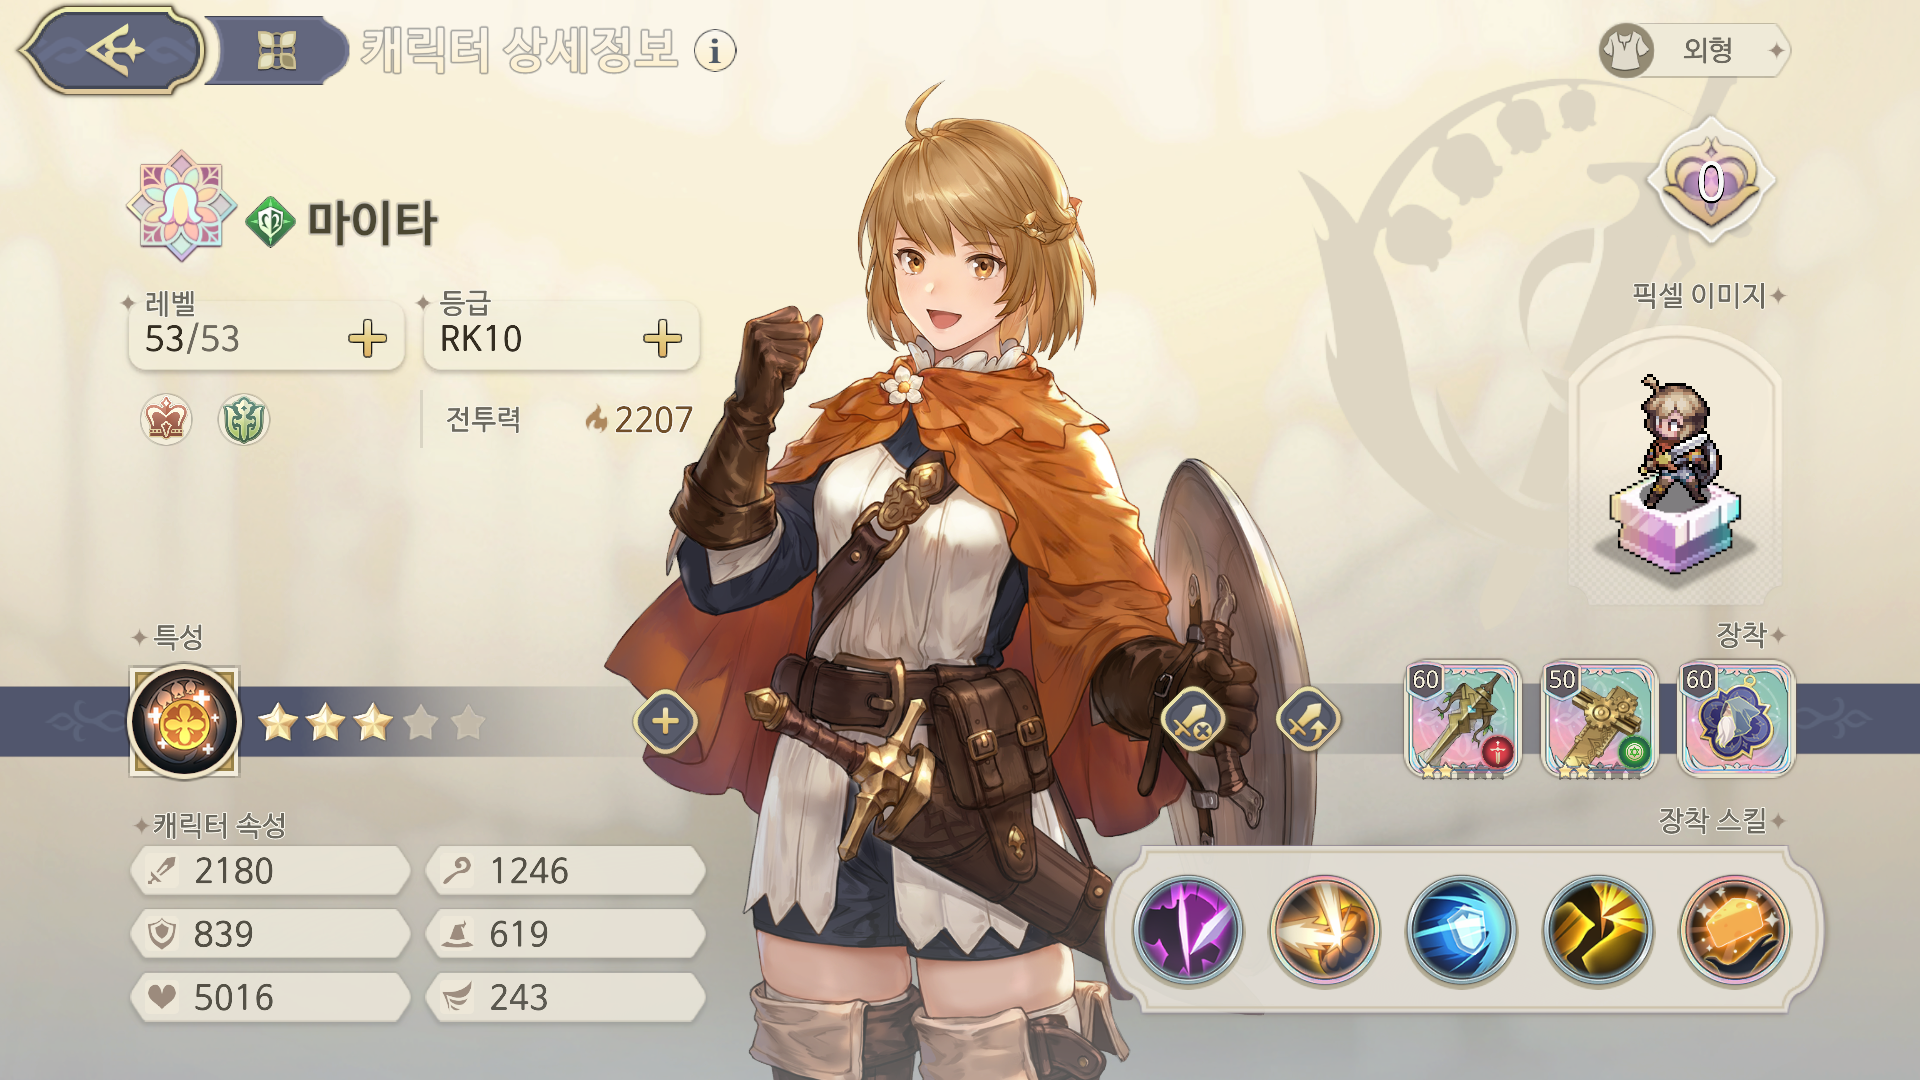 캐릭터 상세정보 i
외형
0
마이타
레벨
53/53
등급
RK10
전투력 2207
픽셀 이미지
특성
장착
60 50 60
캐릭터 속성
장착 스킬
2180 1246
839 619
5016 243